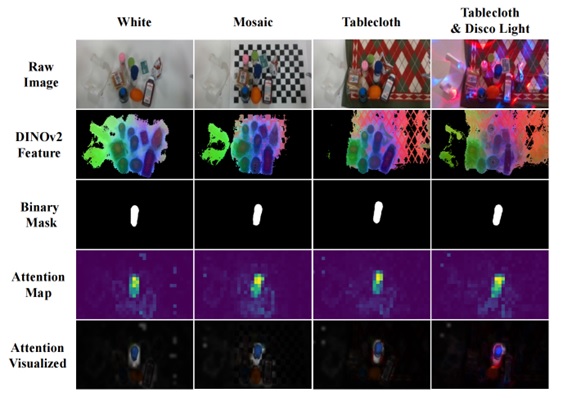 White
Mosaic
Tablecloth
Tablecloth
& Disco Light
Raw
Image
DINOv2
Feature
Binary
Mask
Attention
Map
Attention
Visualized